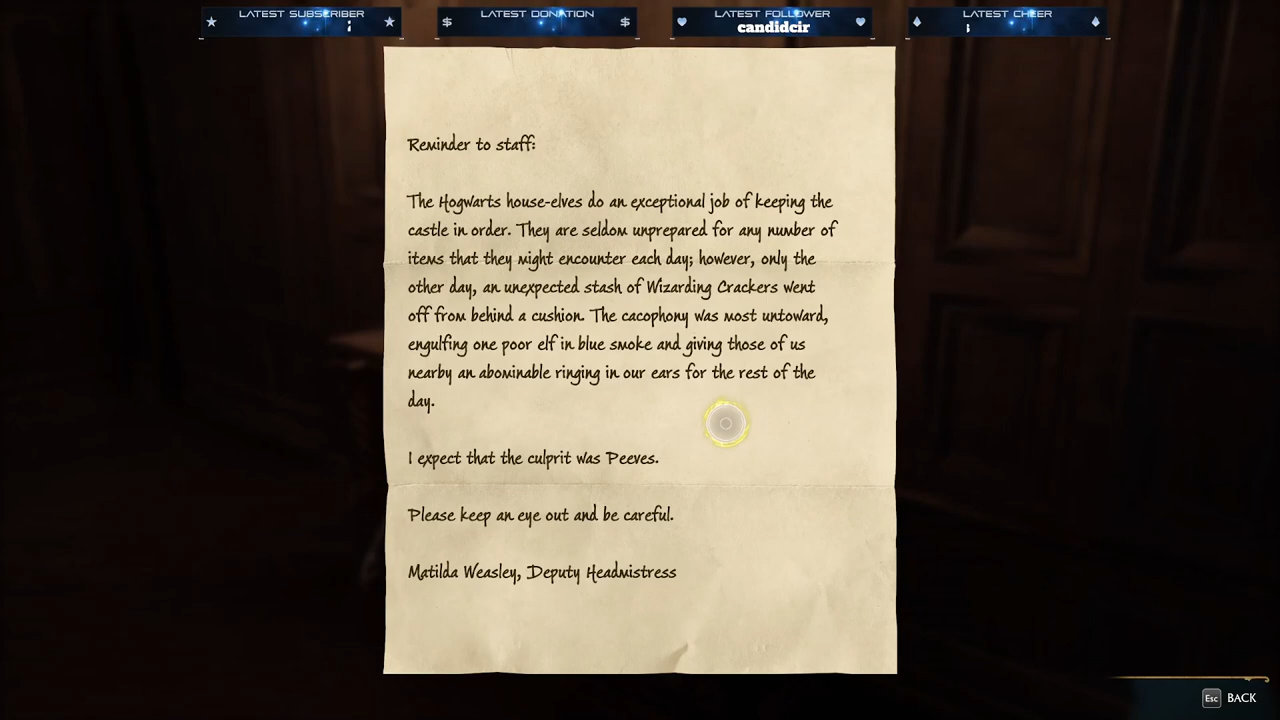 LATEST SUBSCRIBER
LATEST DONATION
LATEST FOLLOWER
candidcir
LATEST CHEER
Reminder to staff:
The Hogwarts house-elves do an exceptional job of keeping the
castle in order. They are seldom unprepared for any number of
items that they might encounter each day; however, only the
other day, an unexpected stash of Wizarding Crackers went
off from behind a cushion. The cacophony was most untoward,
engulfing one poor elf in blue smoke and giving those of us
nearby an abominable ringing in our ears for the rest of the
day.
I expect that the culprit was Peeves.
Please keep an eye out and be careful.
Matilda Weasley, Deputy Headmistress
Esc BACK